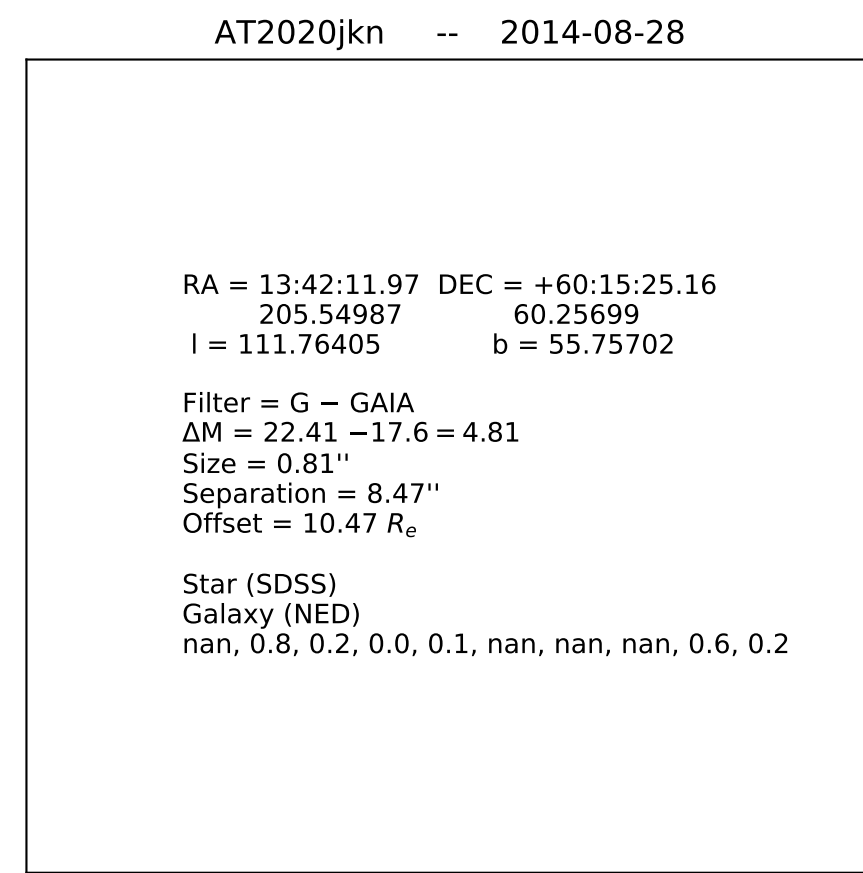 AT2020jkn -- 2014-08-28
RA = 13:42:11.97 DEC = +60:15:25.16
205.54987 60.25699
l = 111.76405 b = 55.75702
Filter = G − GAIA
ΔM = 22.41 −17.6 = 4.81
Size = 0.81''
Separation = 8.47''
Offset = 10.47 Re
Star (SDSS)
Galaxy (NED)
nan, 0.8, 0.2, 0.0, 0.1, nan, nan, nan, 0.6, 0.2